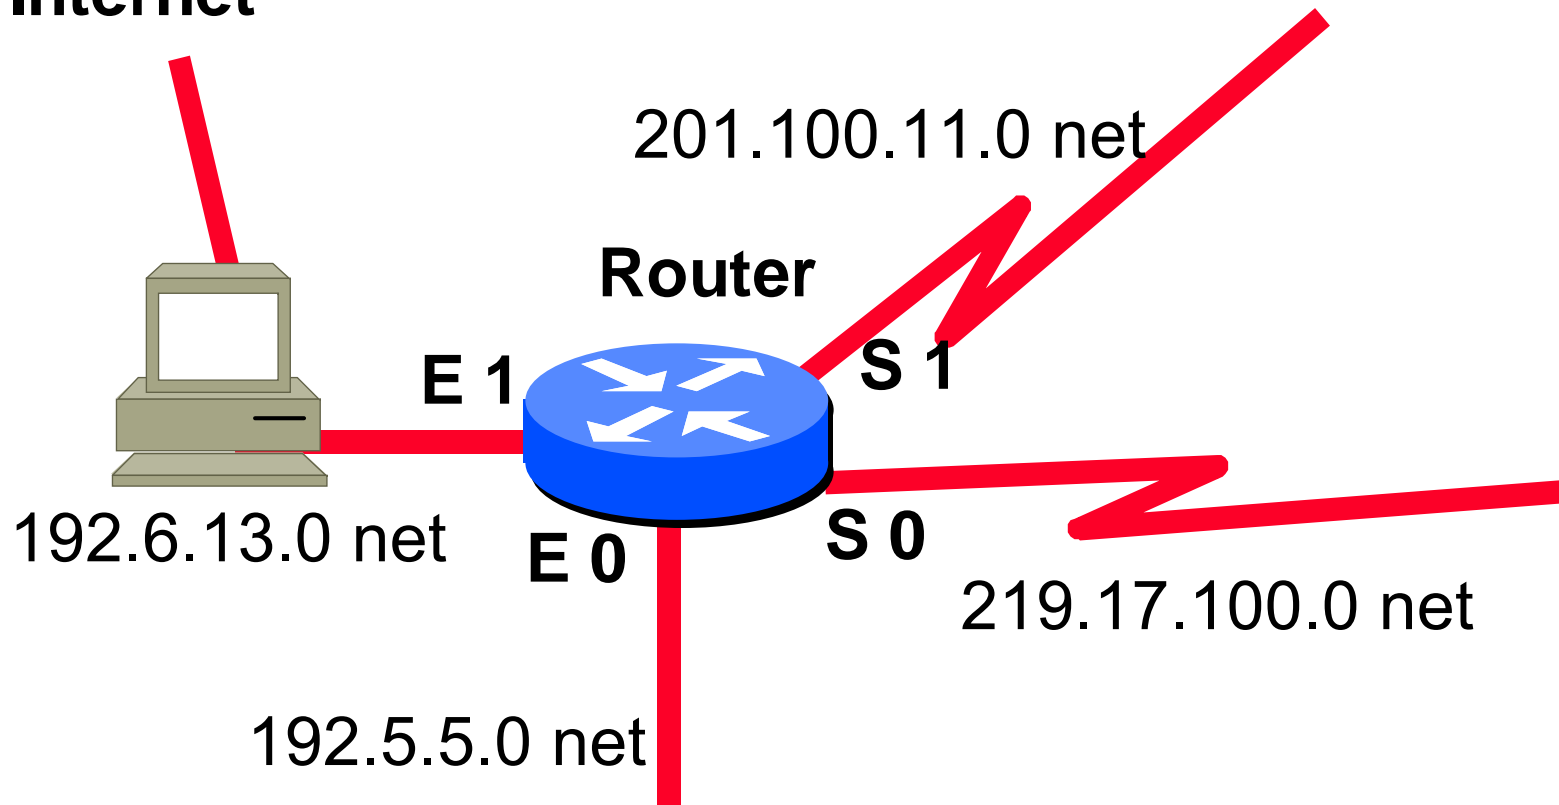 Internet
201.100.11.0 net
Router
E 1
S 1
192.6.13.0 net
E 0
S 0
219.17.100.0 net
192.5.5.0 net